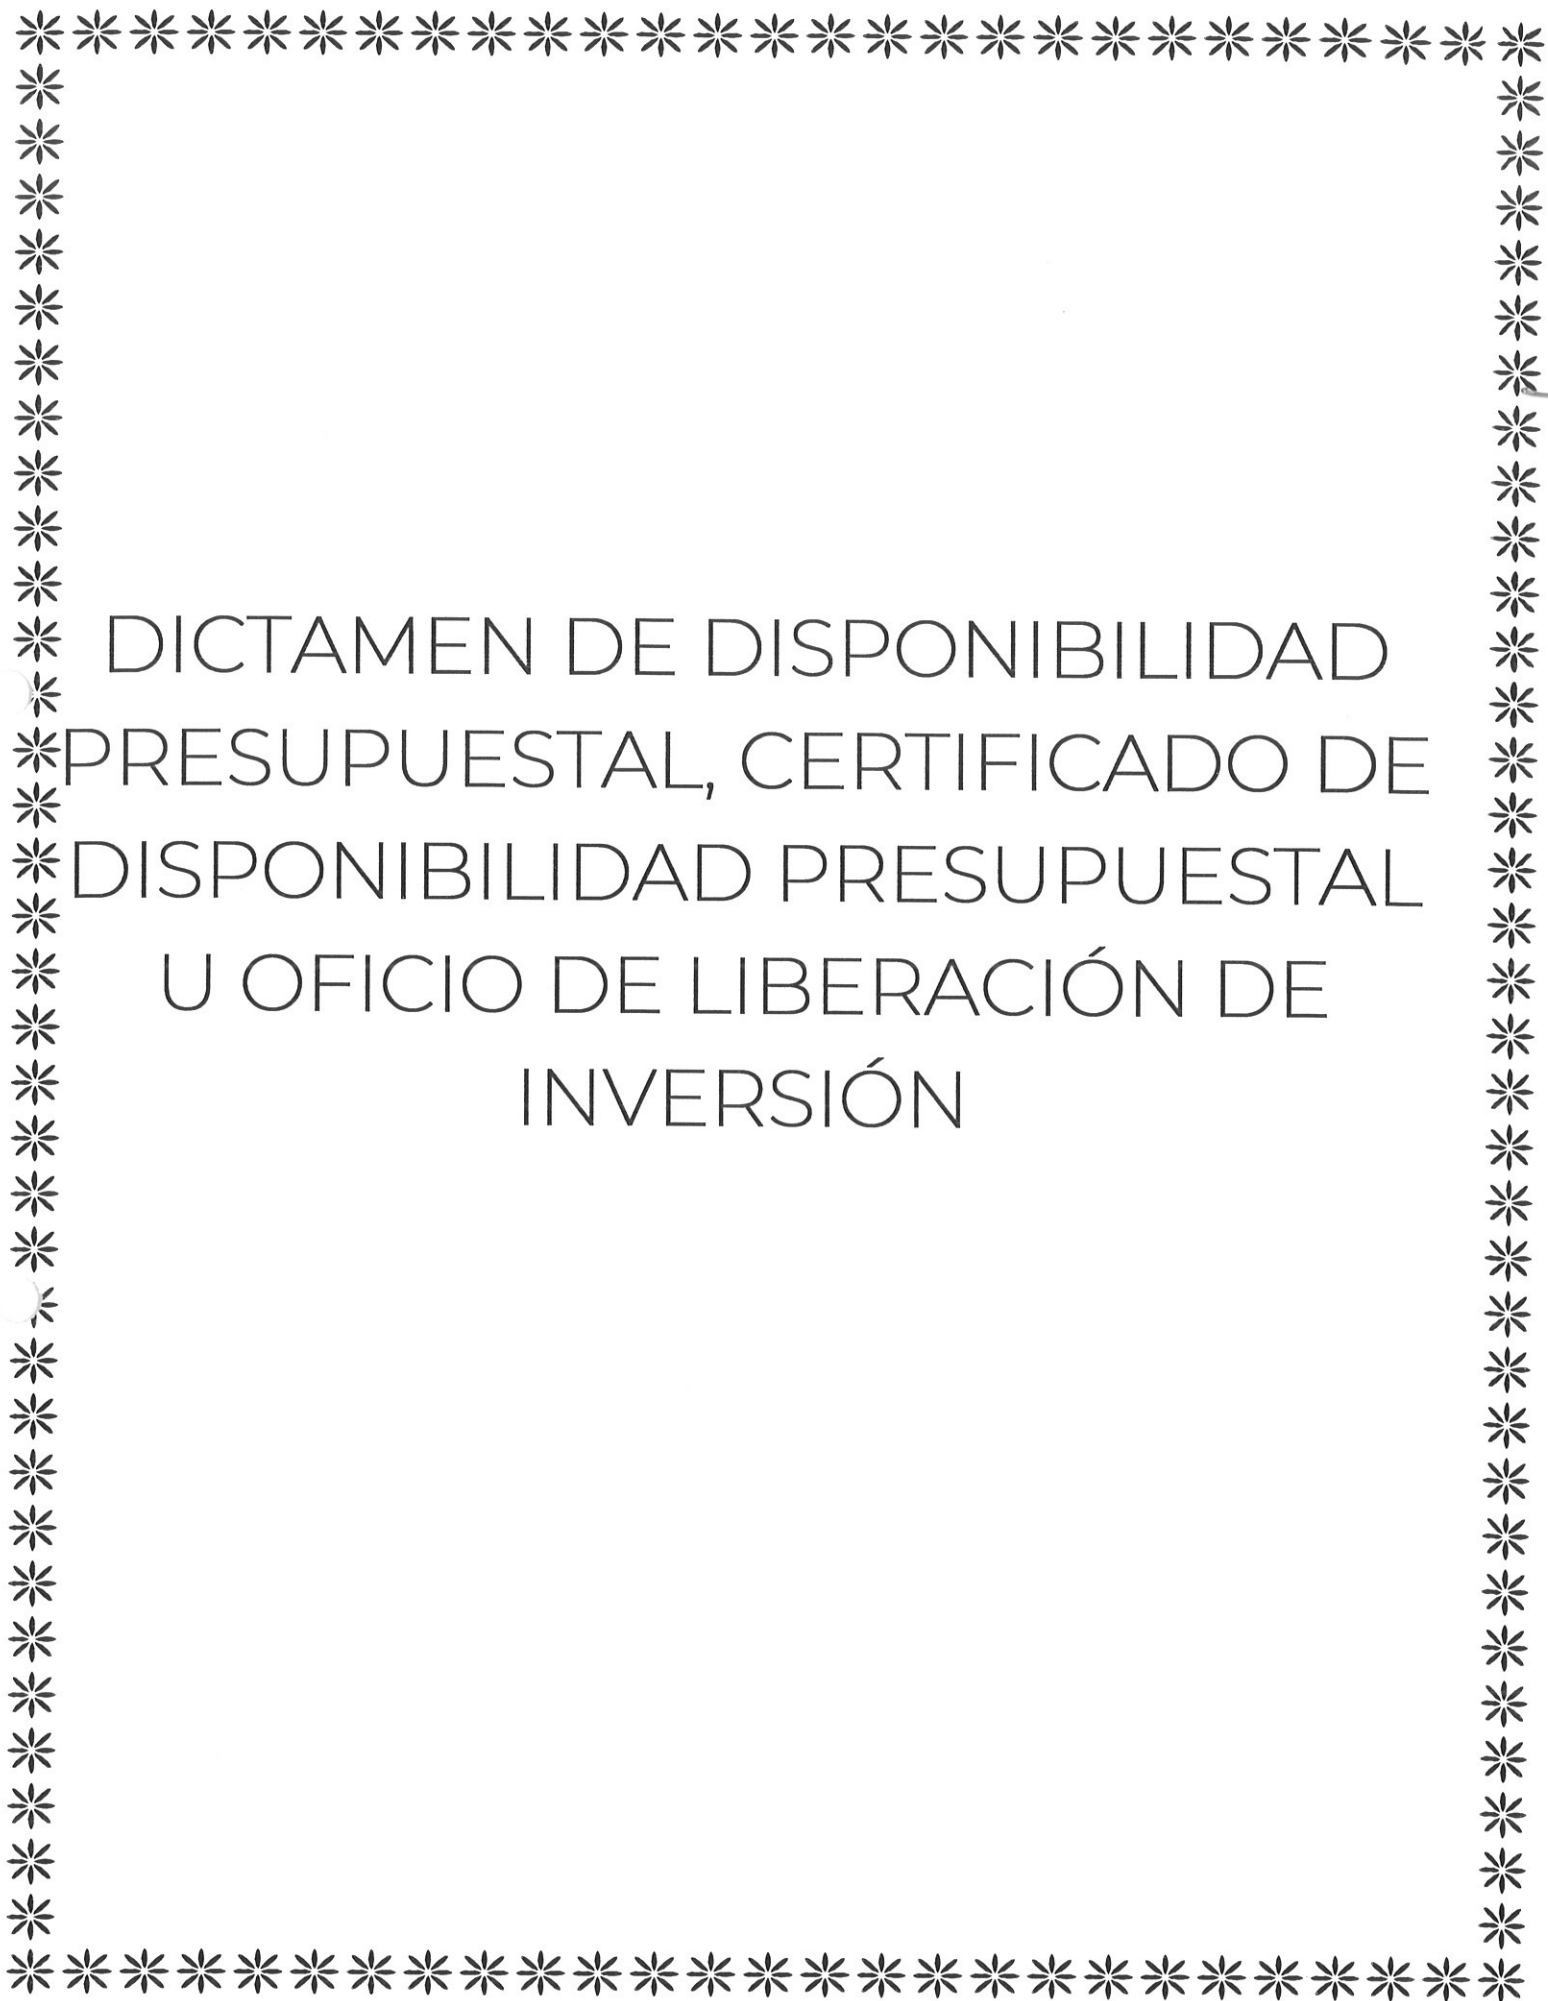 DICTAMEN DE DISPONIBILIDAD
PRESUPUESTAL, CERTIFICADO DE
DISPONIBILIDAD PRESUPUESTAL
U OFICIO DE LIBERACIÓN DE
INVERSIÓN